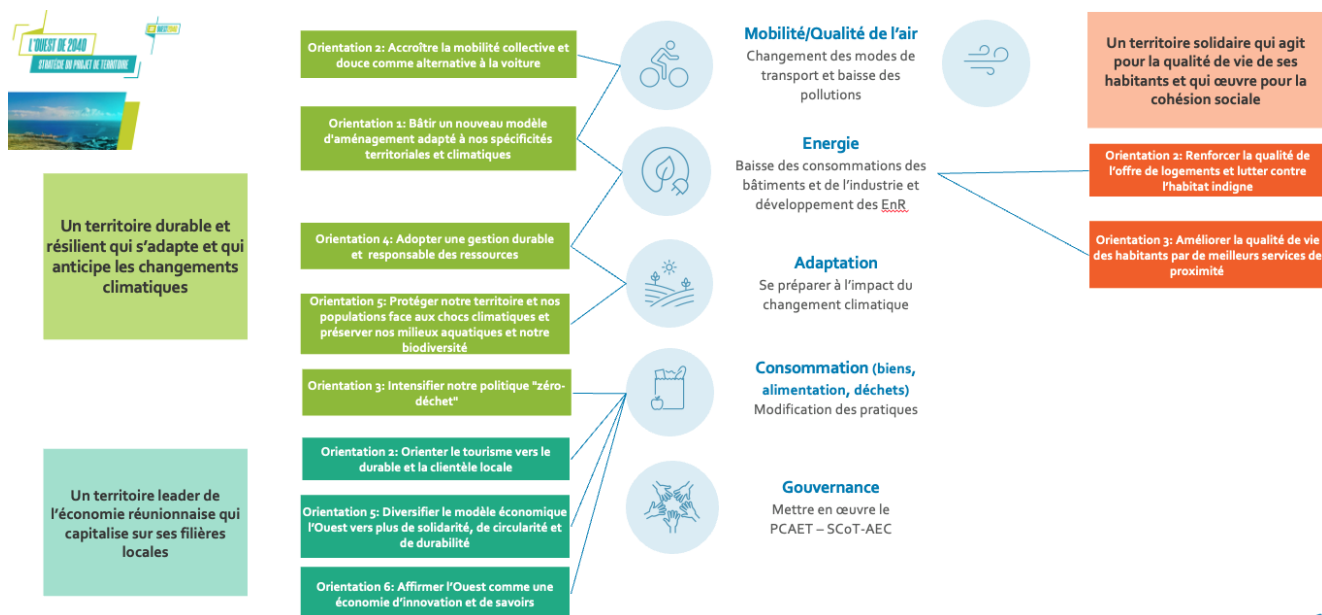 L'OUEST DE 2040
STRATÉGIE DU PROJET DE TERRITOIRE
Un territoire durable et
résilient qui s'adapte et qui
anticipe les changements
climatiques
Un territoire leader de
l'économie réunionnaise qui
capitalise sur ses filières
locales
Orientation 2: Accroître la mobilité collective et
douce comme alternative à la voiture
Orientation 1: Bâtir un nouveau modèle
d'aménagement adapté à nos spécificités
territoriales et climatiques
Orientation 4: Adopter une gestion durable
et responsable des ressources
Orientation 5: Protéger notre territoire et nos
populations face aux chocs climatiques et
préserver nos milieux aquatiques et notre
biodiversité
Orientation 3: Intensifier notre politique "zéro-
déchet"
Orientation 2: Orienter le tourisme vers le
durable et la clientèle locale
Orientation 5: Diversifier le modèle économique
l'Ouest vers plus de solidarité, de circularité et
de durabilité
Orientation 6: Affirmer l'Ouest comme une
économie d'innovation et de savoirs
Mobilité/Qualité de l'air
Changement des modes de
transport et baisse des
pollutions
Energie
Baisse des consommations des
bâtiments et de l'industrie et
développement des EnR
Adaptation
Se préparer à l'impact du
changement climatique
Consommation (biens,
alimentation, déchets)
Modification des pratiques
Gouvernance
Mettre en œuvre le
PCAET – SCoT-AEC
Un territoire solidaire qui agit
pour la qualité de vie de ses
habitants et qui œuvre pour la
cohésion sociale
Orientation 2: Renforcer la qualité de
l'offre de logements et lutter contre
l'habitat indigne
Orientation 3: Améliorer la qualité de vie
des habitants par de meilleurs services de
proximité